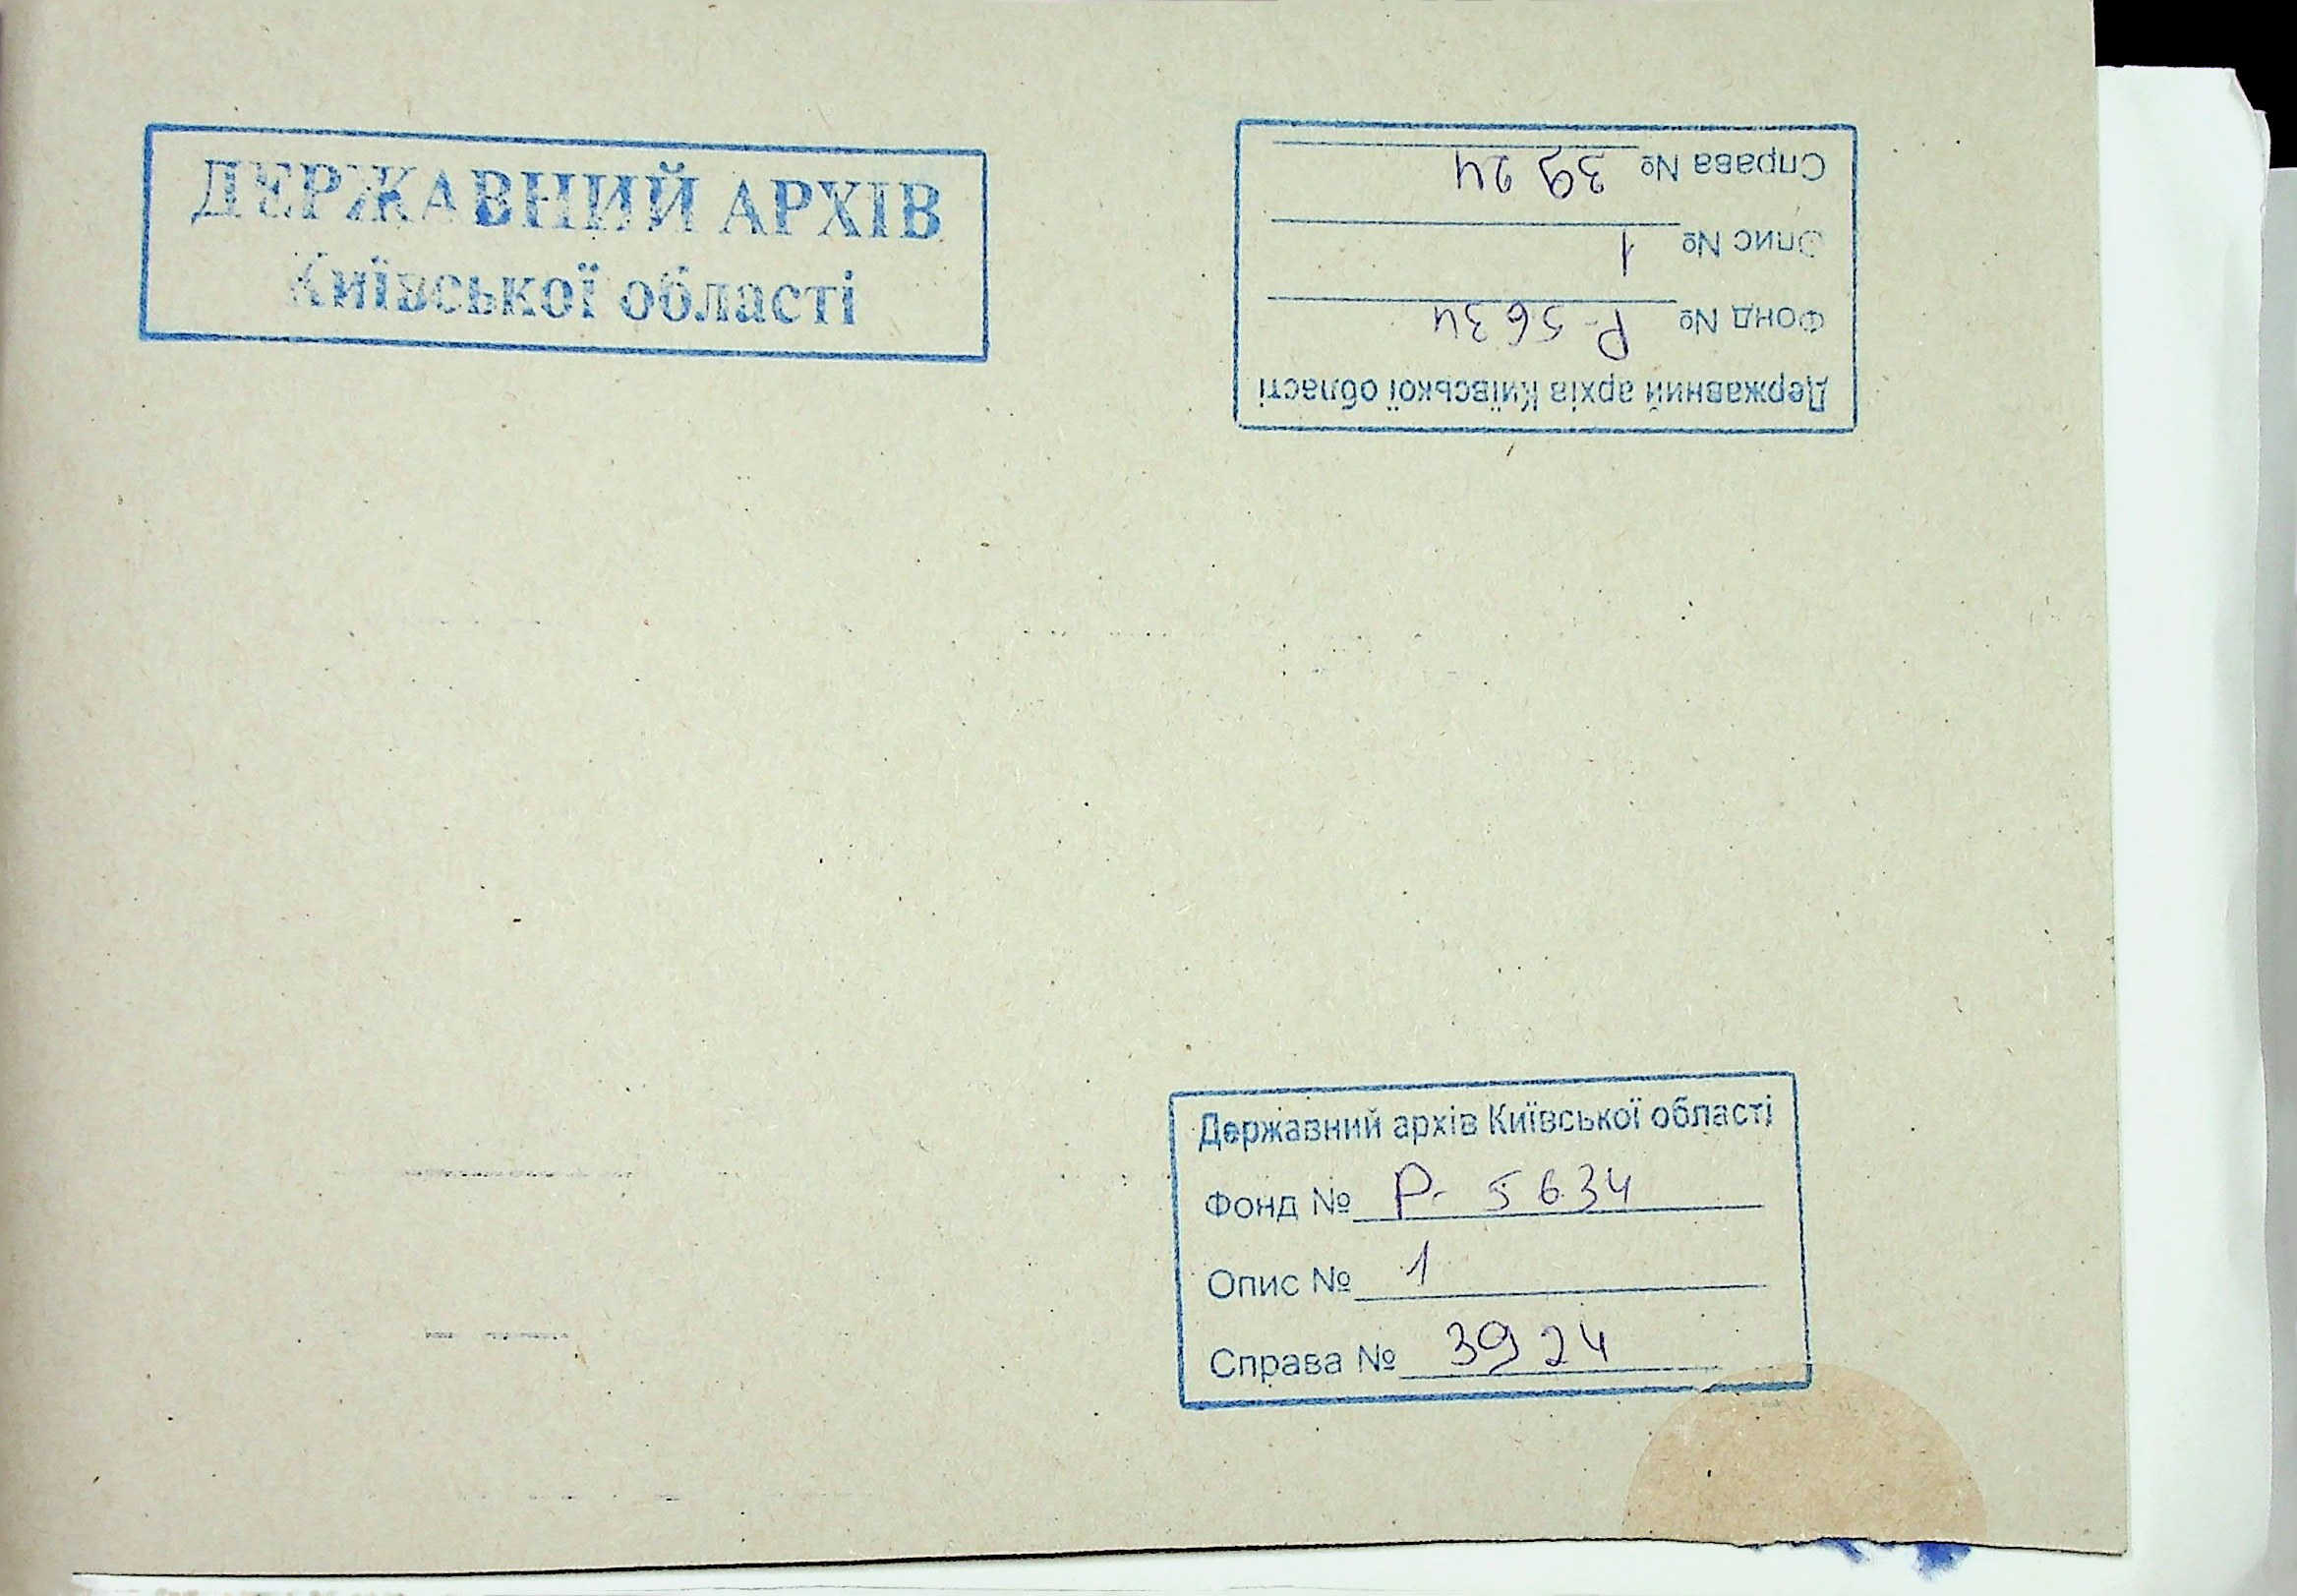 ДЕРЖАВНИЙ АРХІВ
Київської області
Державний архів Київської області
Фонд № Р-5634
Опис № 1
Справа № 3924
Державний архів Київської області
Фонд № Р- 5634
Опис № 1
Справа № 3924